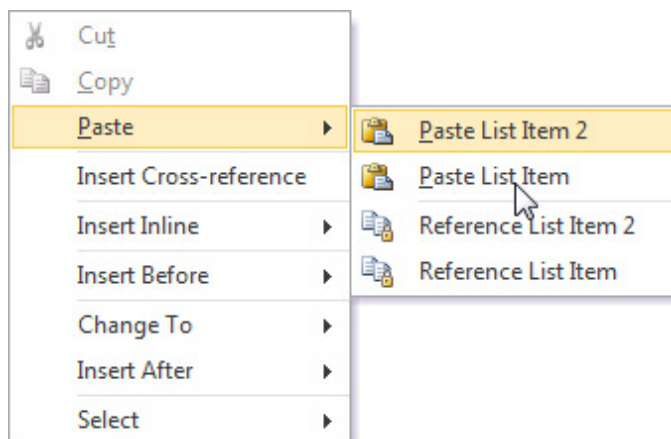 Cut
Copy
Paste
Insert Cross-reference
Insert Inline
Insert Before
Change To
Insert After
Select
Paste List Item 2
Paste List Item
Reference List Item 2
Reference List Item